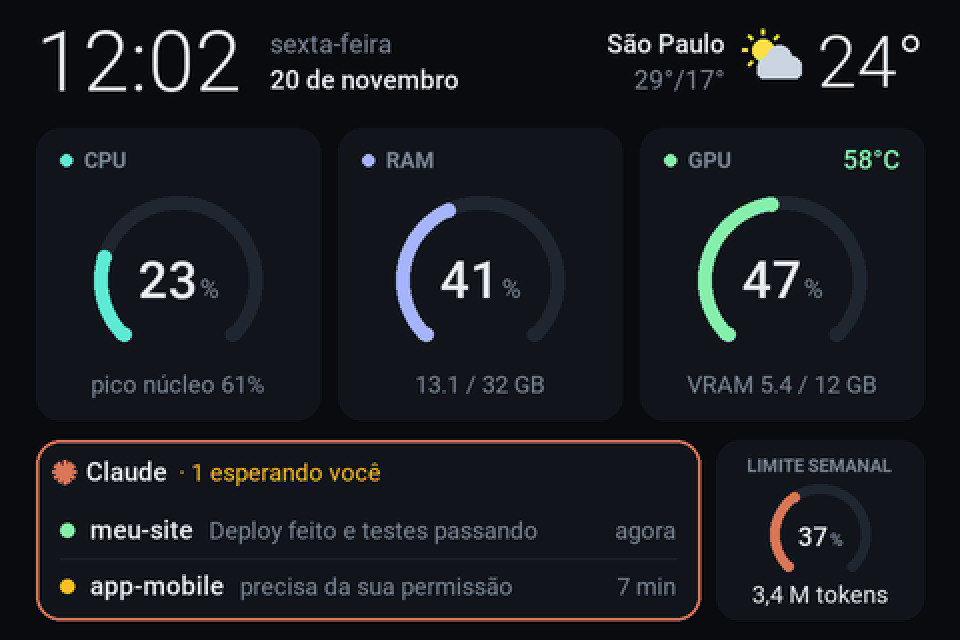 12:02
sexta-feira
20 de novembro
São Paulo
29°/17°
24°
CPU
23%
pico núcleo 61%
RAM
41%
13.1 / 32 GB
GPU
58°C
47%
VRAM 5.4 / 12 GB
Claude · 1 esperando você
meu-site Deploy feito e testes passando agora
app-mobile precisa da sua permissão 7 min
LIMITE SEMANAL
37%
3,4 M tokens